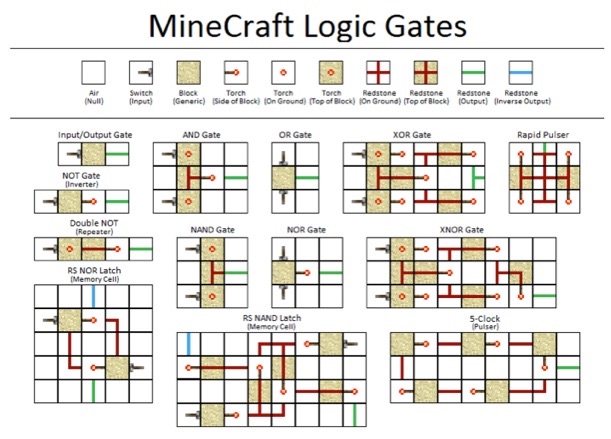 MineCraft Logic Gates
Air
(Null)
Switch
(Input)
Block
(Generic)
Torch
(Side of Block)
Torch
(On Ground)
Torch
(Top of Block)
Redstone
(On Ground)
Redstone
(Top of Block)
Redstone
(Output)
Redstone
(Inverse Output)
Input/Output Gate
AND Gate
OR Gate
XOR Gate
Rapid Pulser
NOT Gate
(Inverter)
Double NOT
(Repeater)
NAND Gate
NOR Gate
XNOR Gate
RS NOR Latch
(Memory Cell)
RS NAND Latch
(Memory Cell)
5-Clock
(Pulser)